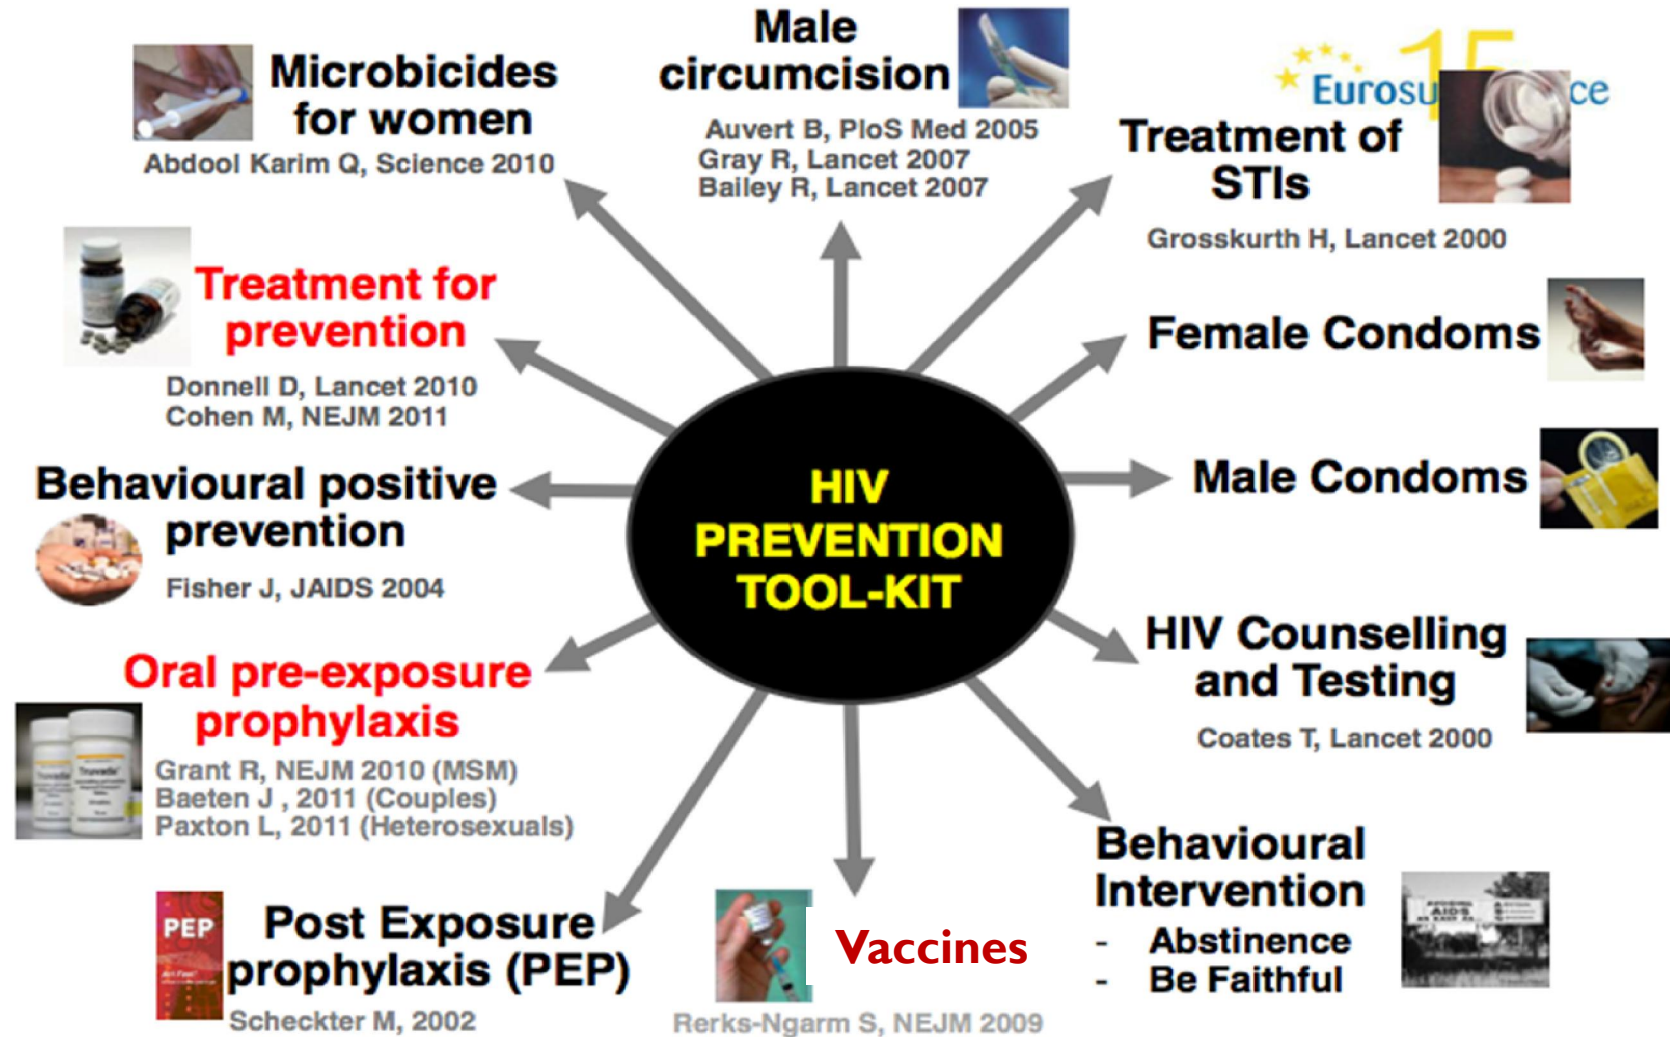 Microbicides
for women
Abdool Karim Q, Science 2010
Male
circumcision
Auvert B, PloS Med 2005
Gray R, Lancet 2007
Bailey R, Lancet 2007
15
Eurosu ce
Treatment of
STIs
Grosskurth H, Lancet 2000
Treatment for
prevention
Donnell D, Lancet 2010
Cohen M, NEJM 2011
Female Condoms
Behavioural positive
prevention
Fisher J, JAIDS 2004
HIV
PREVENTION
TOOL-KIT
Male Condoms
Oral pre-exposure
prophylaxis
Truvada
Truvada
Grant R, NEJM 2010 (MSM)
Baeten J , 2011 (Couples)
Paxton L, 2011 (Heterosexuals)
HIV Counselling
and Testing
Coates T, Lancet 2000
PEP
Post Exposure
prophylaxis (PEP)
Scheckter M, 2002
Vaccines
Rerks-Ngarm S, NEJM 2009
Behavioural
Intervention
- Abstinence
- Be Faithful
AIDS